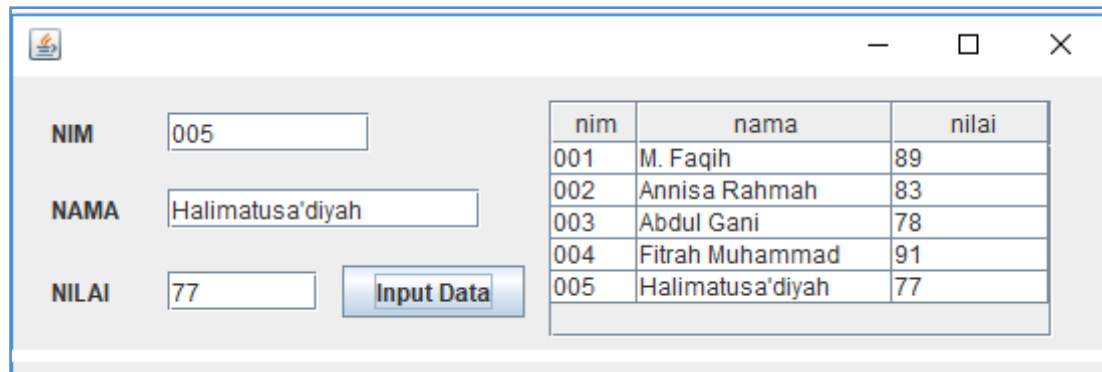 NIM 005
NAMA Halimatusa'diyah
NILAI 77 Input Data
nim nama nilai
001 M. Faqih 89
002 Annisa Rahmah 83
003 Abdul Gani 78
004 Fitrah Muhammad 91
005 Halimatusa'diyah 77